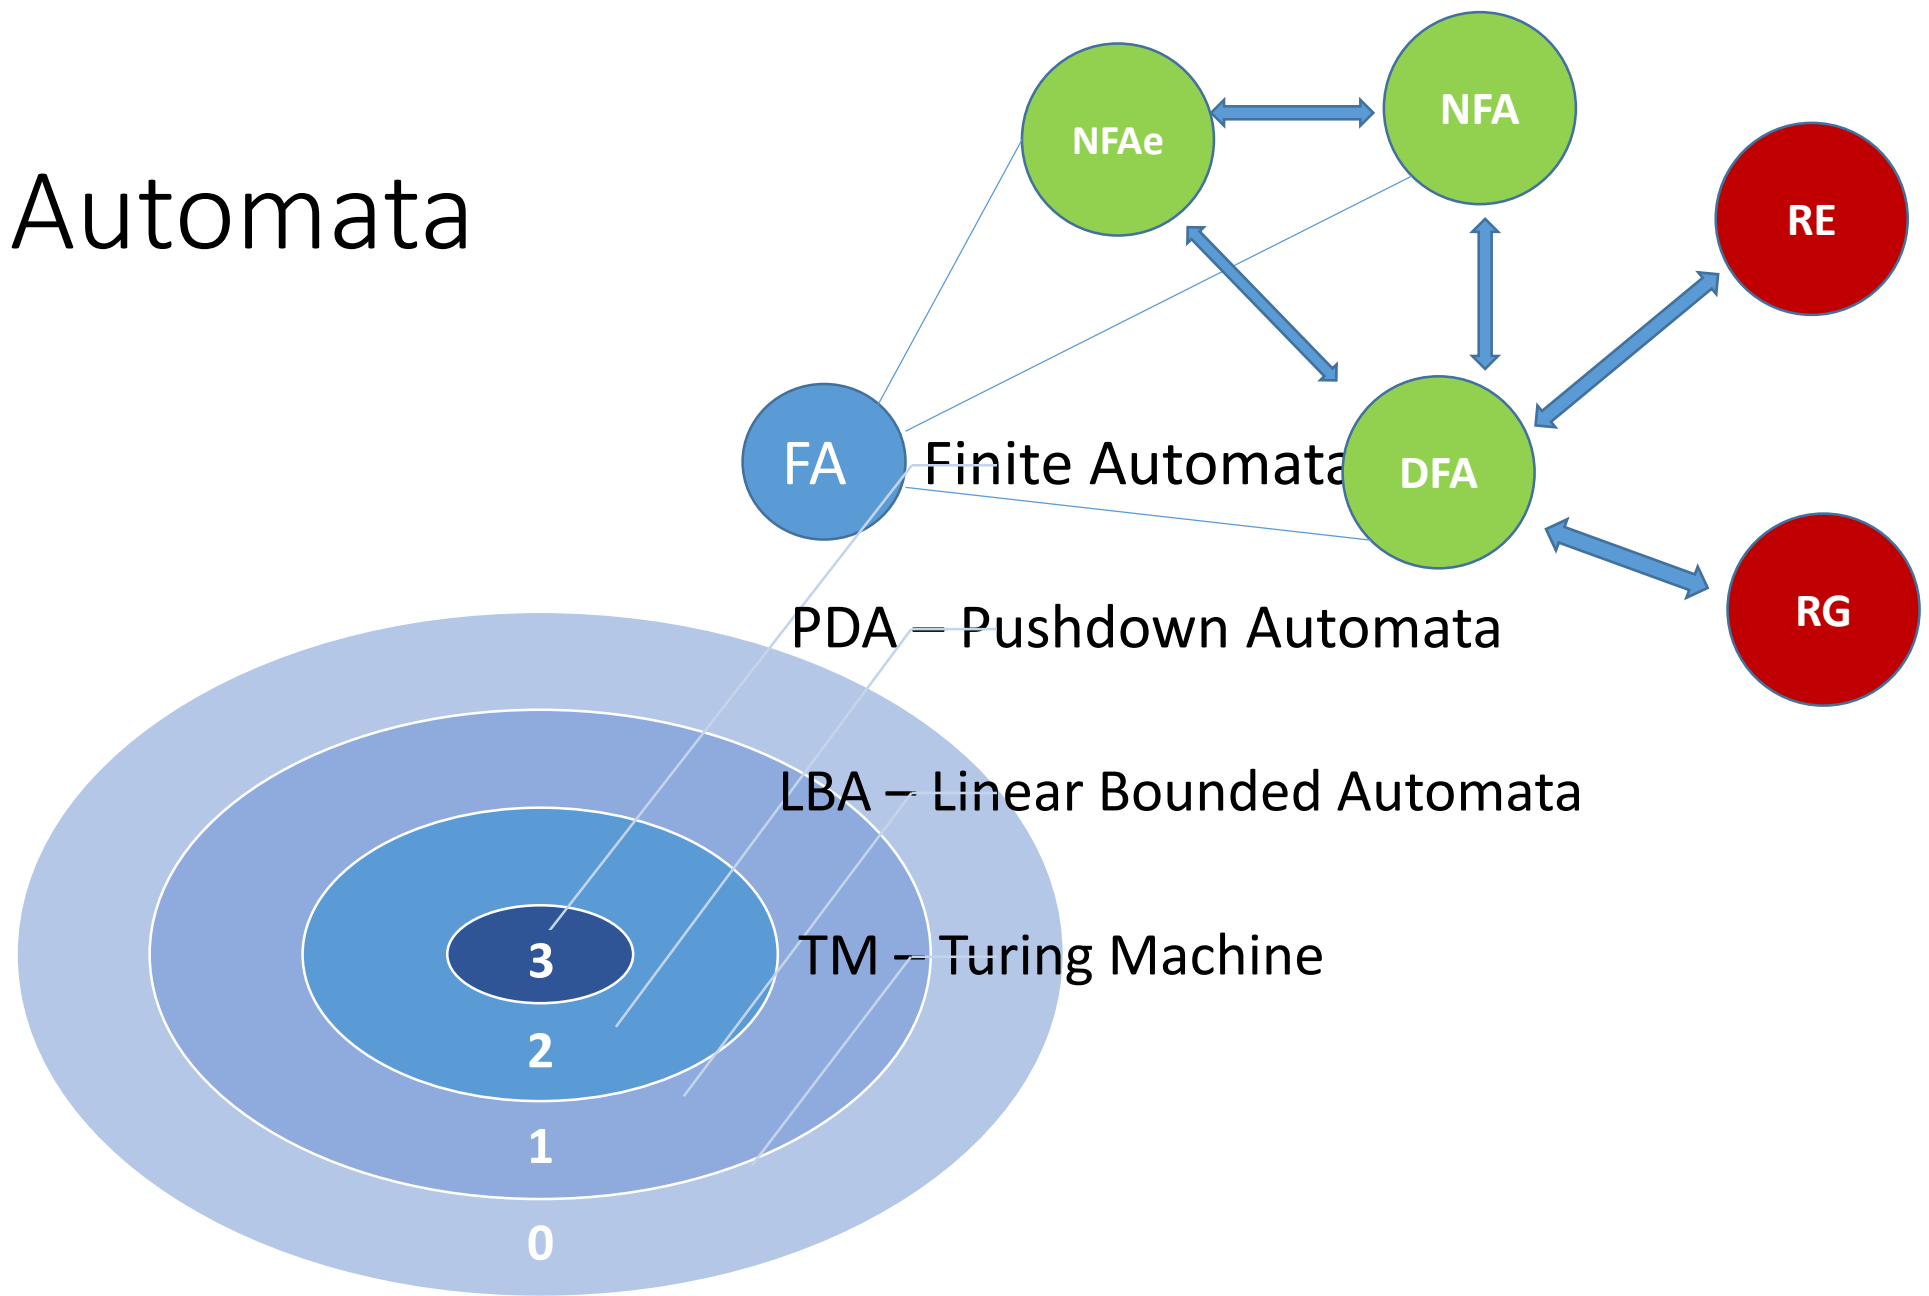 Automata
NFAe
NFA
RE
FA
Finite Automata
DFA
RG
PDA – Pushdown Automata
LBA – Linear Bounded Automata
TM – Turing Machine
3
2
1
0